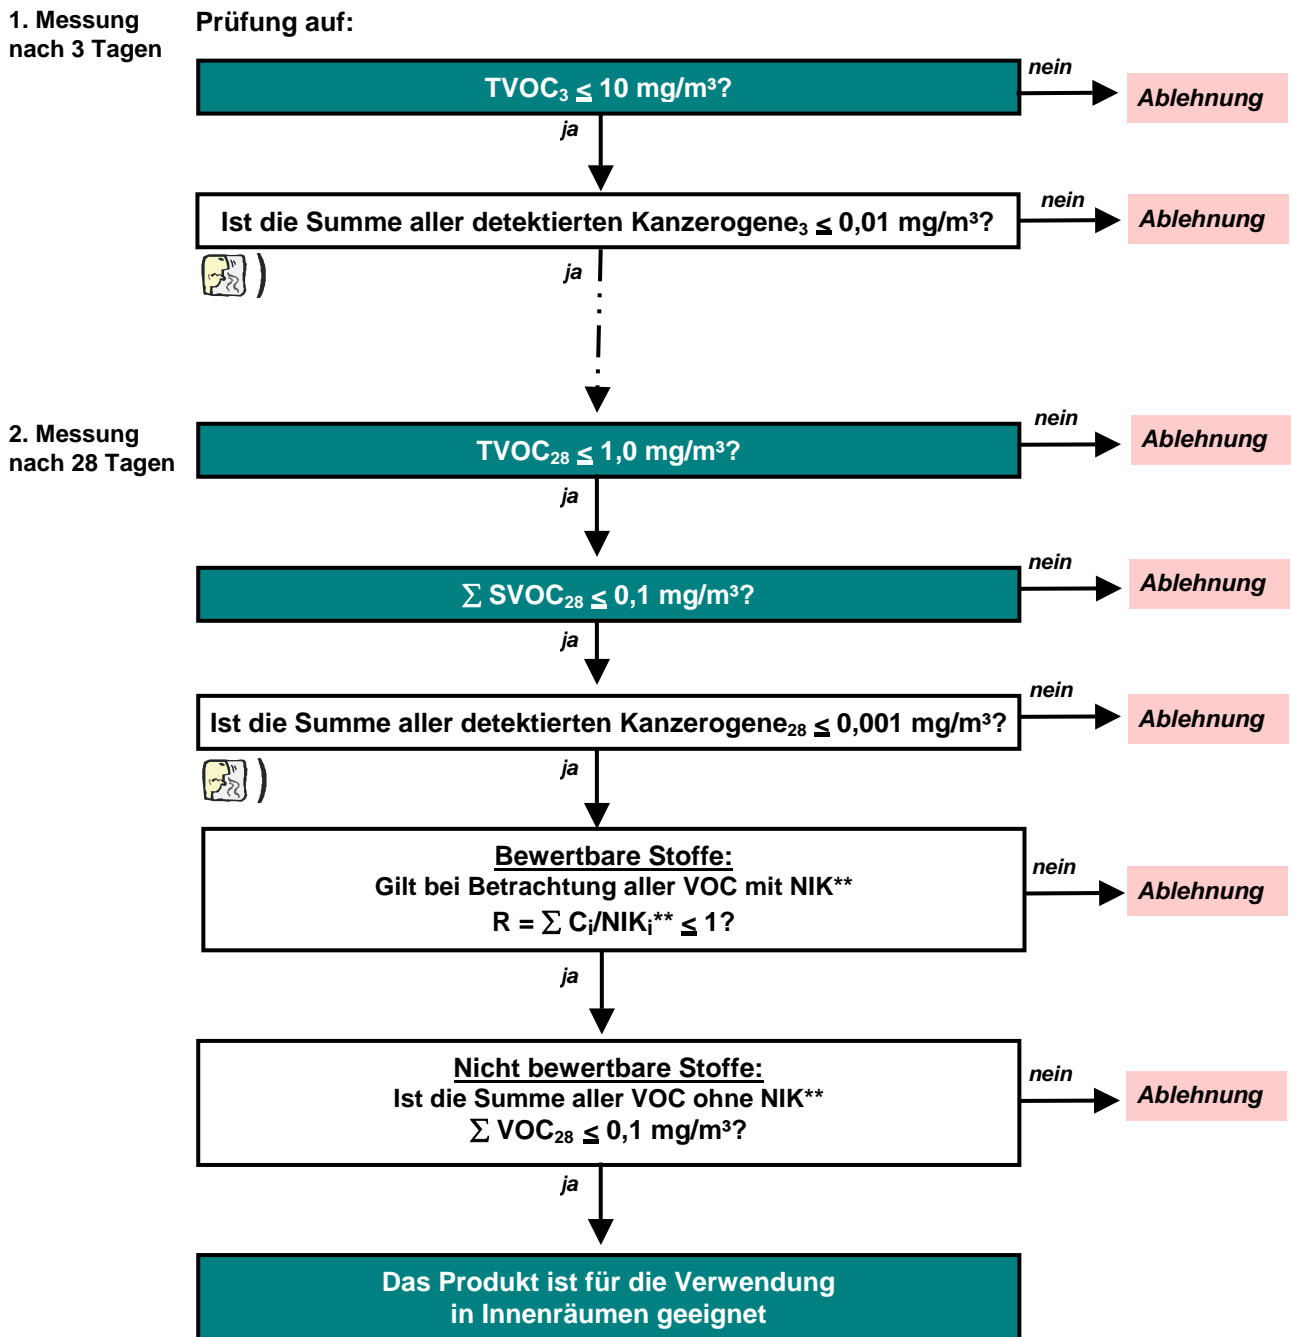 1. Messung
nach 3 Tagen
Prüfung auf:
TVOC₃ ≤ 10 mg/m³?
nein
Ablehnung
ja
Ist die Summe aller detektierten Kanzerogene₃ ≤ 0,01 mg/m³?
nein
Ablehnung
)
ja
2. Messung
nach 28 Tagen
TVOC₂₈ ≤ 1,0 mg/m³?
nein
Ablehnung
ja
∑ SVOC₂₈ ≤ 0,1 mg/m³?
nein
Ablehnung
ja
Ist die Summe aller detektierten Kanzerogene₂₈ ≤ 0,001 mg/m³?
nein
Ablehnung
)
ja
Bewertbare Stoffe:
Gilt bei Betrachtung aller VOC mit NIK**
R = ∑ Cᵢ/NIKᵢ** ≤ 1?
nein
Ablehnung
ja
Nicht bewertbare Stoffe:
Ist die Summe aller VOC ohne NIK**
∑ VOC₂₈ ≤ 0,1 mg/m³?
nein
Ablehnung
ja
Das Produkt ist für die Verwendung
in Innenräumen geeignet